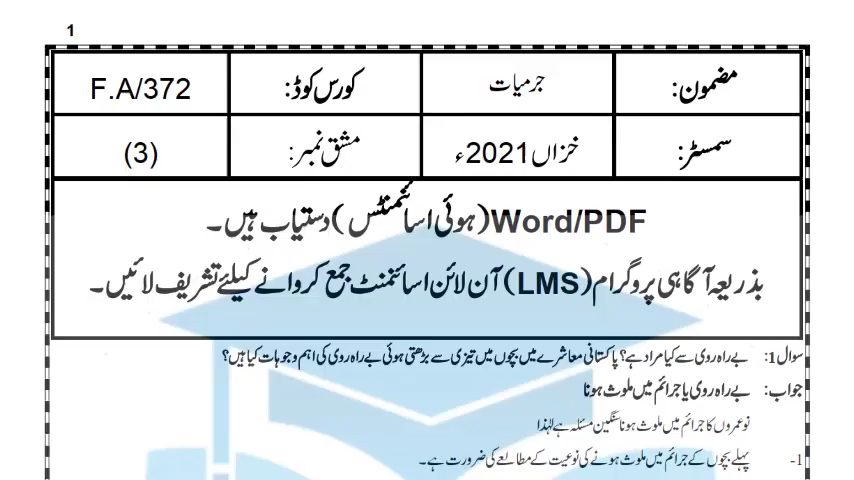 1
مضمون: جرمیات کورس کوڈ: F.A/372
سمسٹر: خزاں 2021ء مشق نمبر: (3)
Word/PDF (ہوئی اسائنمنٹس) دستیاب ہیں۔
بذریعہ آگاہی پروگرام (LMS) آن لائن اسائنمنٹ جمع کروانے کیلئے تشریف لائیں۔
سوال 1: بے راہ روی سے کیا مراد ہے؟ پاکستانی معاشرے میں بچوں میں تیزی سے بڑھتی ہوئی بے راہ روی کی اہم وجوہات کیا ہیں؟
جواب: بے راہ روی یا جرائم میں ملوث ہونا
نوعمروں کا جرائم میں ملوث ہونا سنگین مسئلہ ہے لہٰذا
1- پہلے بچوں کے جرائم میں ملوث ہونے کی نوعیت کے مطالعے کی ضرورت ہے۔